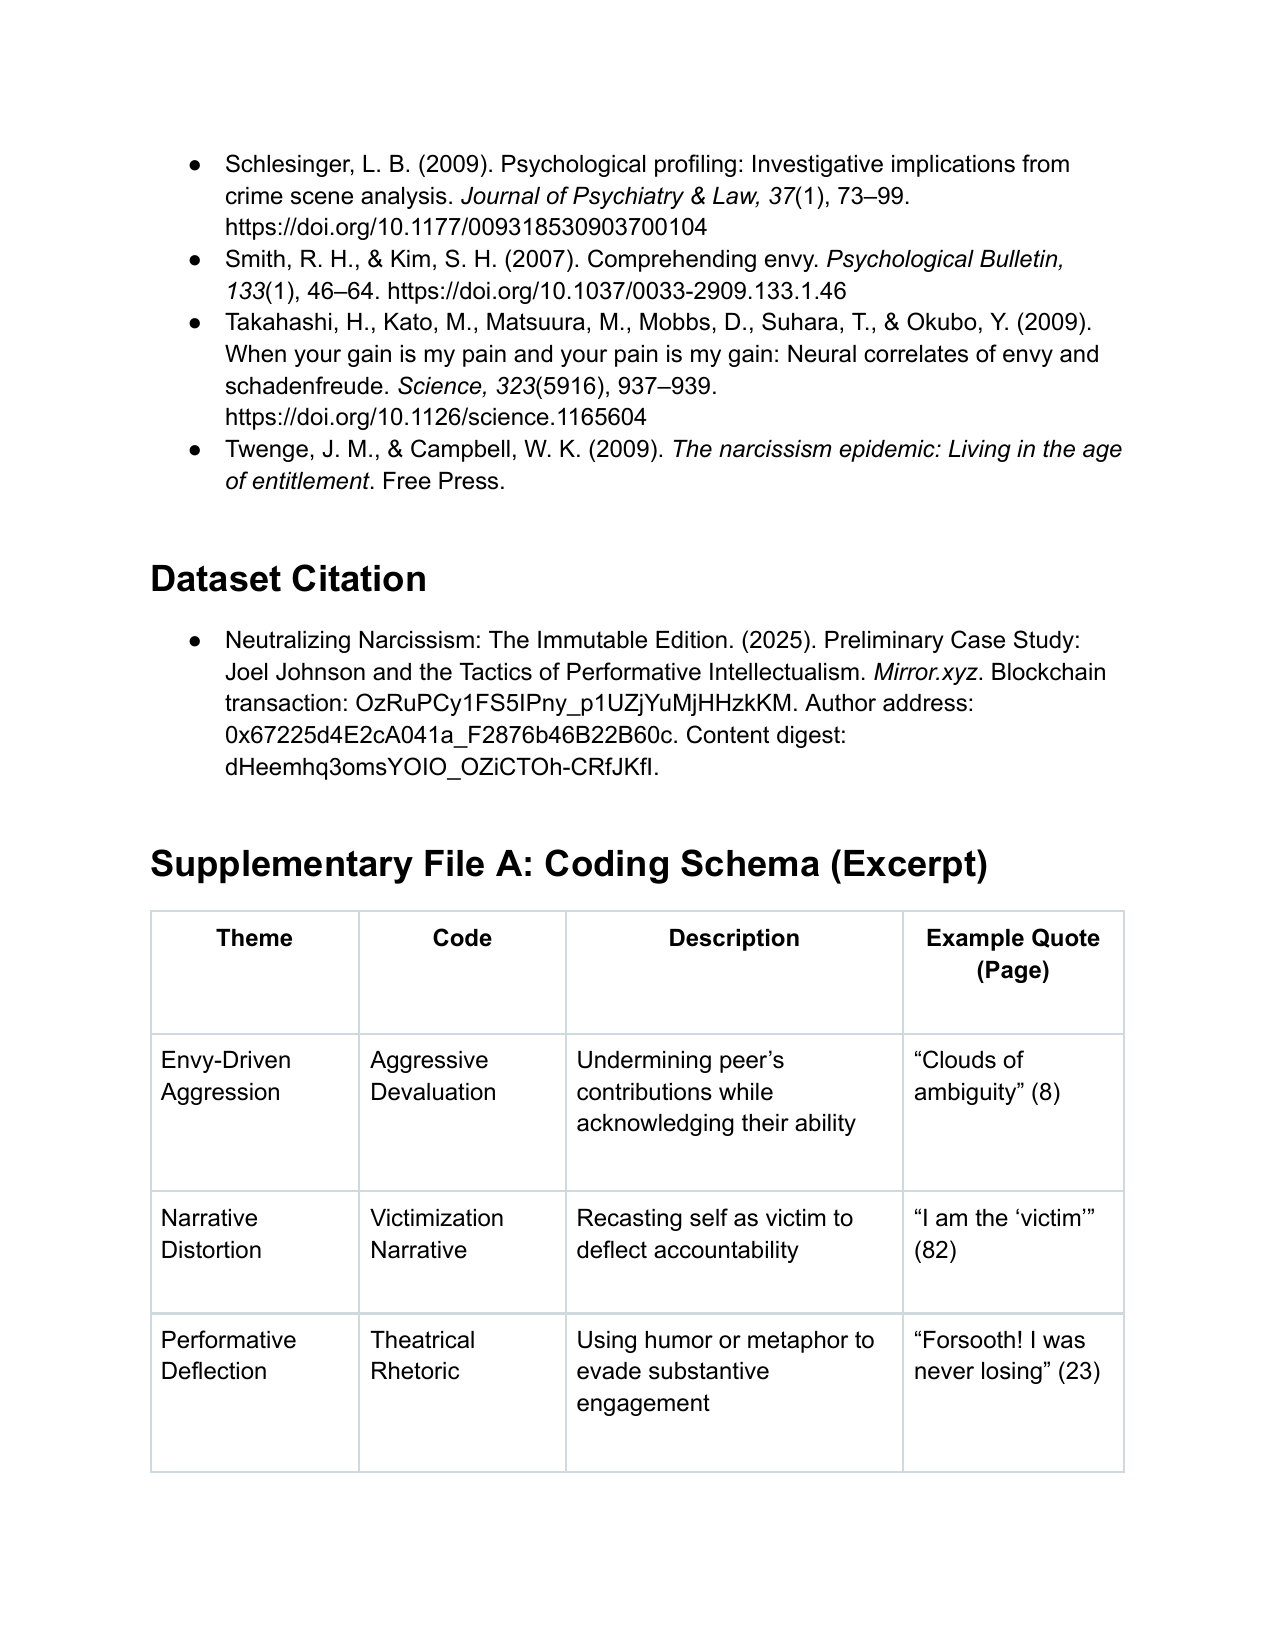 ● Schlesinger, L. B. (2009). Psychological profiling: Investigative implications from
crime scene analysis. Journal of Psychiatry & Law, 37(1), 73–99.
https://doi.org/10.1177/009318530903700104
● Smith, R. H., & Kim, S. H. (2007). Comprehending envy. Psychological Bulletin,
133(1), 46–64. https://doi.org/10.1037/0033-2909.133.1.46
● Takahashi, H., Kato, M., Matsuura, M., Mobbs, D., Suhara, T., & Okubo, Y. (2009).
When your gain is my pain and your pain is my gain: Neural correlates of envy and
schadenfreude. Science, 323(5916), 937–939.
https://doi.org/10.1126/science.1165604
● Twenge, J. M., & Campbell, W. K. (2009). The narcissism epidemic: Living in the age
of entitlement. Free Press.
Dataset Citation
● Neutralizing Narcissism: The Immutable Edition. (2025). Preliminary Case Study:
Joel Johnson and the Tactics of Performative Intellectualism. Mirror.xyz. Blockchain
transaction: OzRuPCy1FS5IPny_p1UZjYuMjHHzkKM. Author address:
0x67225d4E2cA041a_F2876b46B22B60c. Content digest:
dHeemhq3omsYOIO_OZiCTOh-CRfJKfI.
Supplementary File A: Coding Schema (Excerpt)
Theme
Code
Description
Example Quote
(Page)
Envy-Driven
Aggression
Aggressive
Devaluation
Undermining peer’s
contributions while
acknowledging their ability
“Clouds of
ambiguity” (8)
Narrative
Distortion
Victimization
Narrative
Recasting self as victim to
deflect accountability
“I am the ‘victim’”
(82)
Performative
Deflection
Theatrical
Rhetoric
Using humor or metaphor to
evade substantive
engagement
“Forsooth! I was
never losing” (23)